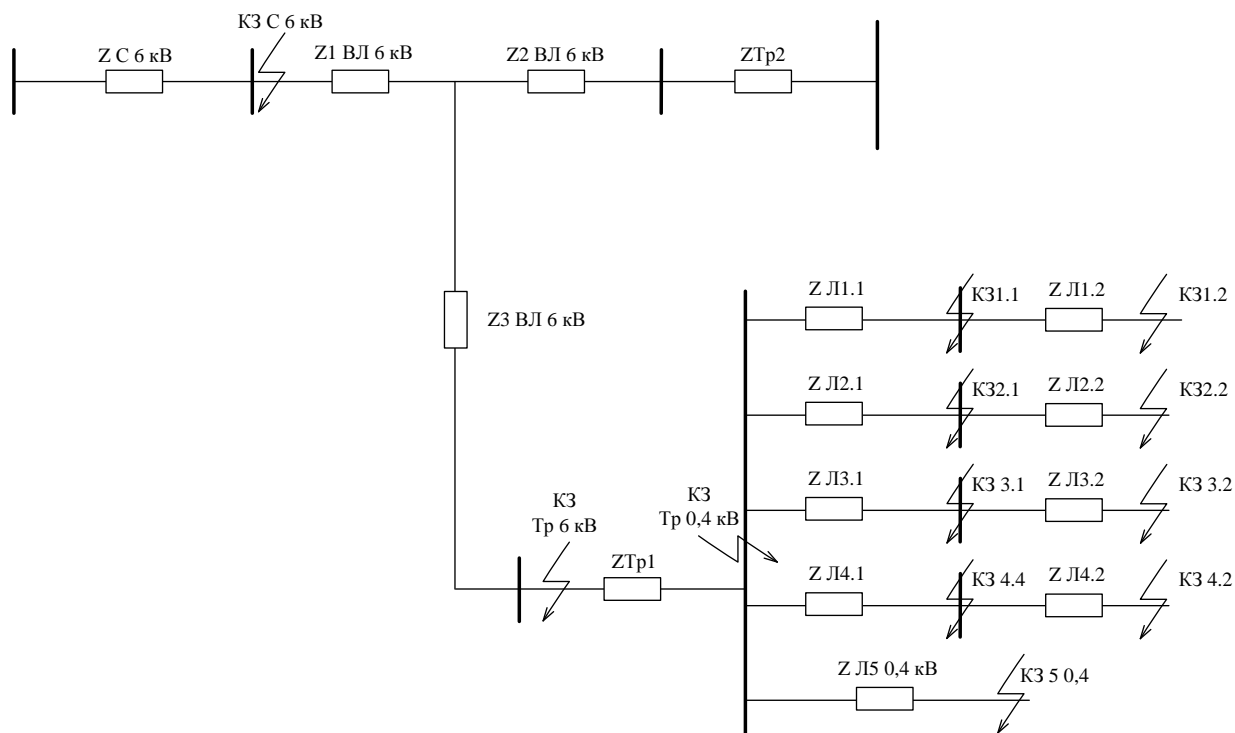 КЗ С 6 кВ
Z С 6 кВ
Z1 ВЛ 6 кВ
Z2 ВЛ 6 кВ
ZТр2
Z3 ВЛ 6 кВ
Z Л1.1
КЗ1.1
Z Л1.2
КЗ1.2
Z Л2.1
КЗ2.1
Z Л2.2
КЗ2.2
Z Л3.1
КЗ 3.1
Z Л3.2
КЗ 3.2
КЗ
Тр 6 кВ
ZТр1
КЗ
Тр 0,4 кВ
Z Л4.1
КЗ 4.4
Z Л4.2
КЗ 4.2
Z Л5 0,4 кВ
КЗ 5 0,4